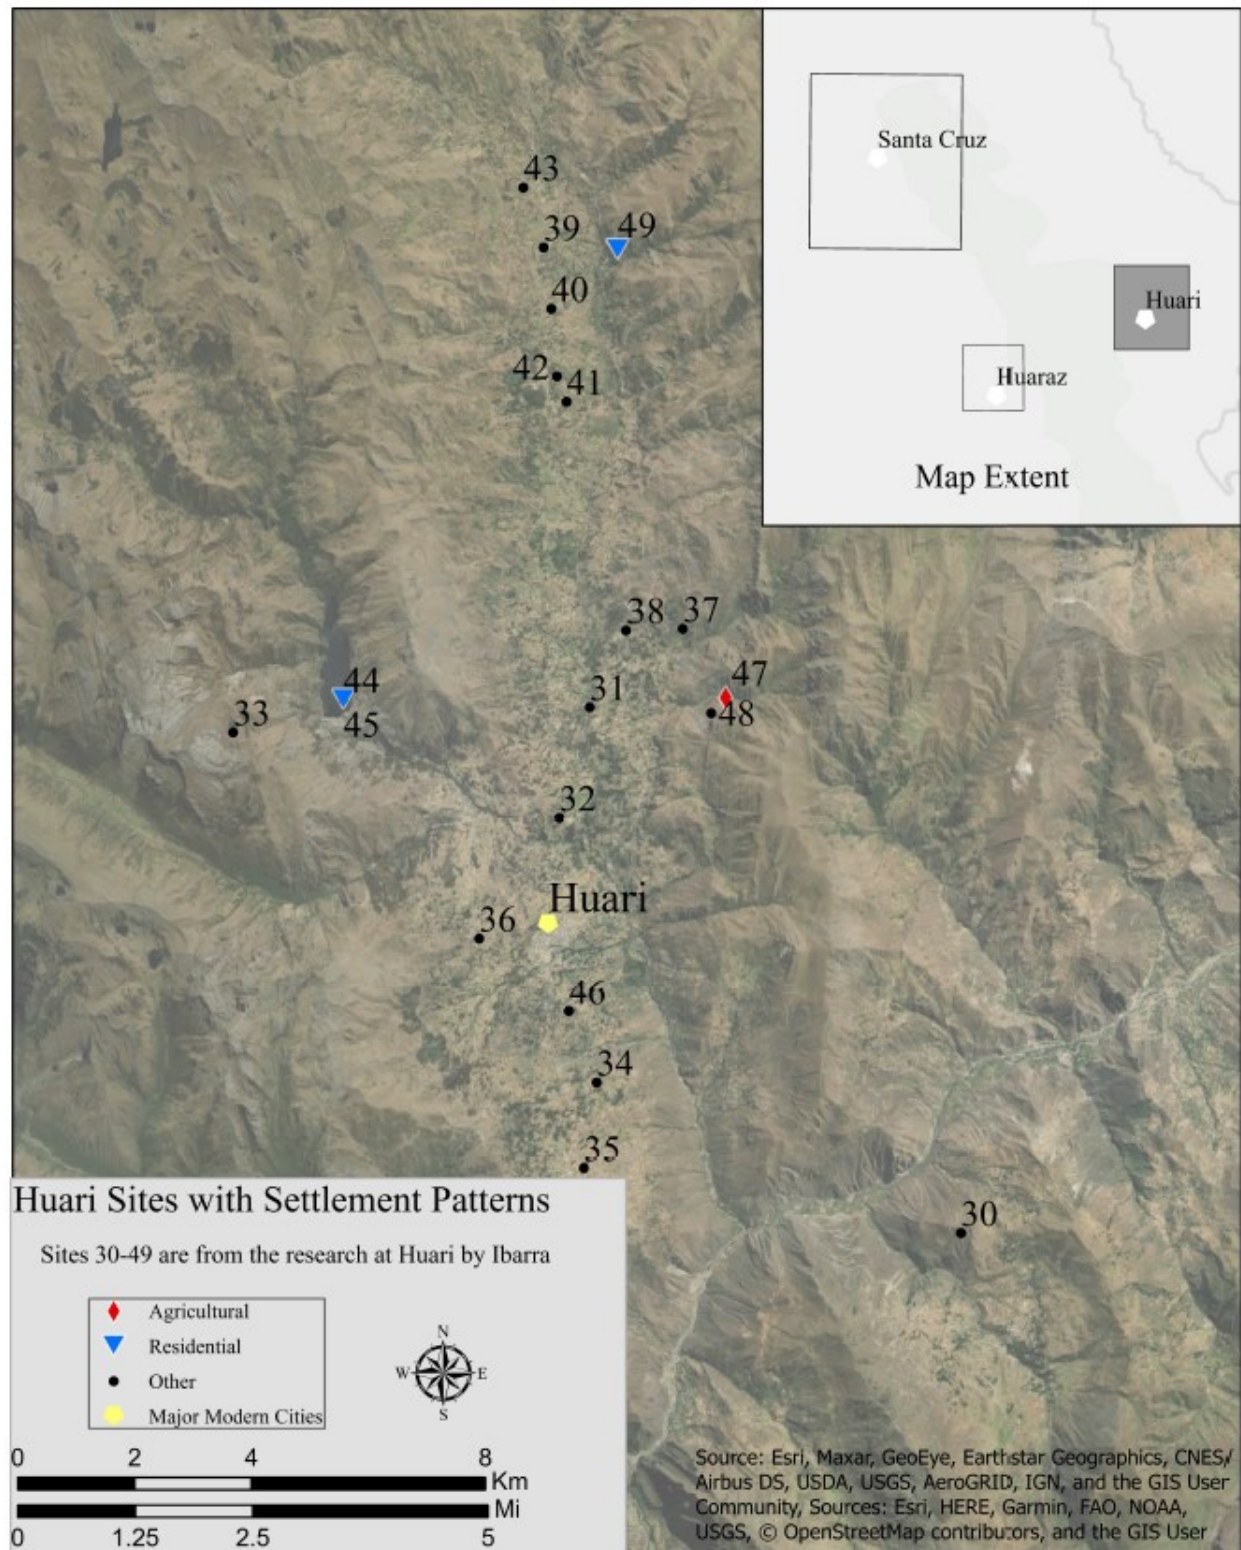 Santa Cruz
Huari
Huaraz
Map Extent
43
39
49
40
42
41
38
37
44
45
33
31
47
48
32
Huari
36
46
34
35
30
Huari Sites with Settlement Patterns
Sites 30-49 are from the research at Huari by Ibarra
Agricultural
Residential
Other
Major Modern Cities
N
W
E
S
0 2 4 8
Km
Mi
0 1.25 2.5 5
Source: Esri, Maxar, GeoEye, Earthstar Geographics, CNES/
Airbus DS, USDA, USGS, AeroGRID, IGN, and the GIS User
Community, Sources: Esri, HERE, Garmin, FAO, NOAA,
USGS, © OpenStreetMap contributors, and the GIS User